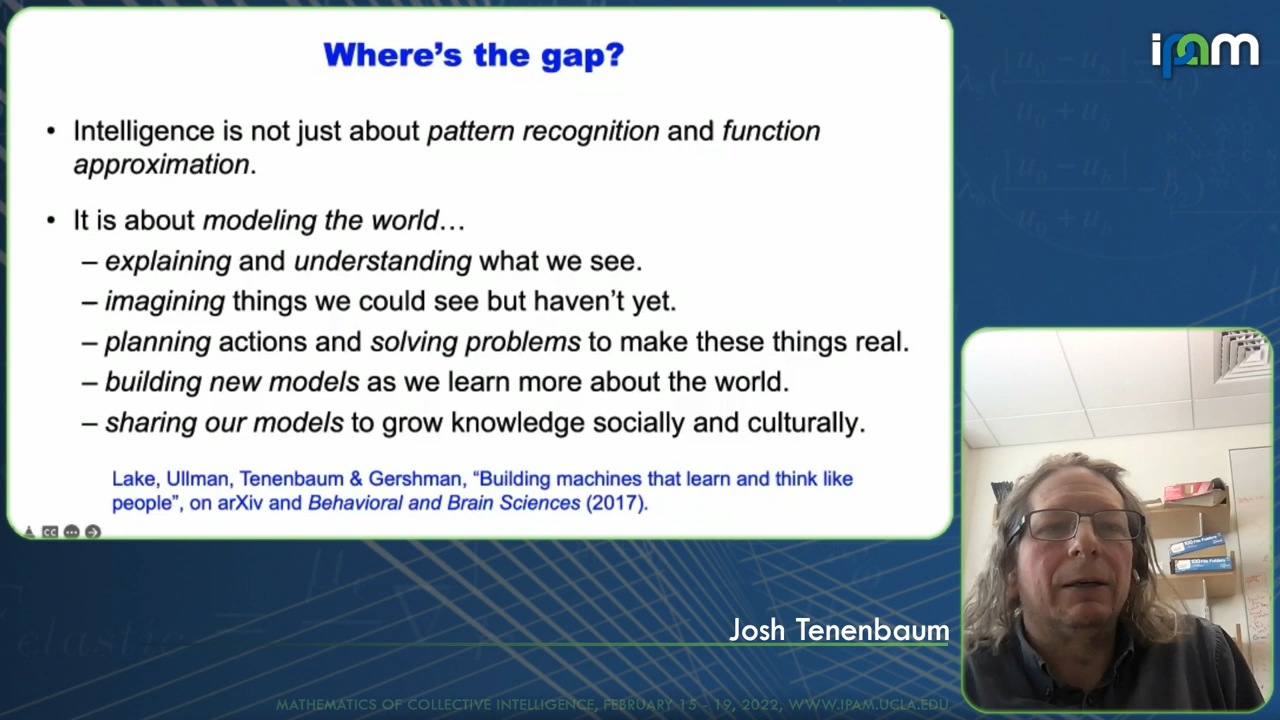 Where's the gap?
• Intelligence is not just about pattern recognition and function
approximation.
• It is about modeling the world…
– explaining and understanding what we see.
– imagining things we could see but haven't yet.
– planning actions and solving problems to make these things real.
– building new models as we learn more about the world.
– sharing our models to grow knowledge socially and culturally.
Lake, Ullman, Tenenbaum & Gershman, "Building machines that learn and think like
people", on arXiv and Behavioral and Brain Sciences (2017).
ipam
Josh Tenenbaum
MATHEMATICS OF COLLECTIVE INTELLIGENCE, FEBRUARY 15 - 19, 2022, WWW.IPAM.UCLA.EDU